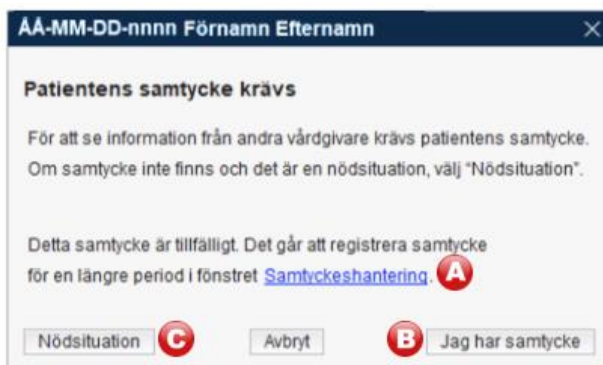 ÅÅ-MM-DD-nnnn Förnamn Efternamn
Patientens samtycke krävs
För att se information från andra vårdgivare krävs patientens samtycke.
Om samtycke inte finns och det är en nödsituation, välj "Nödsituation".
Detta samtycke är tillfälligt. Det går att registrera samtycke
för en längre period i fönstret Samtyckeshantering. A
Nödsituation C Avbryt B Jag har samtycke